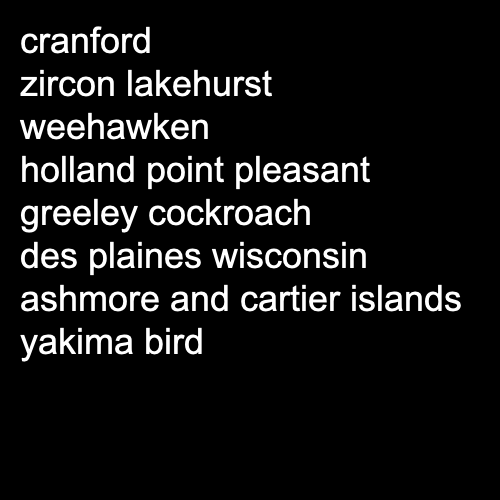 cranford
zircon lakehurst
weehawken
holland point pleasant
greeley cockroach
des plaines wisconsin
ashmore and cartier islands
yakima bird